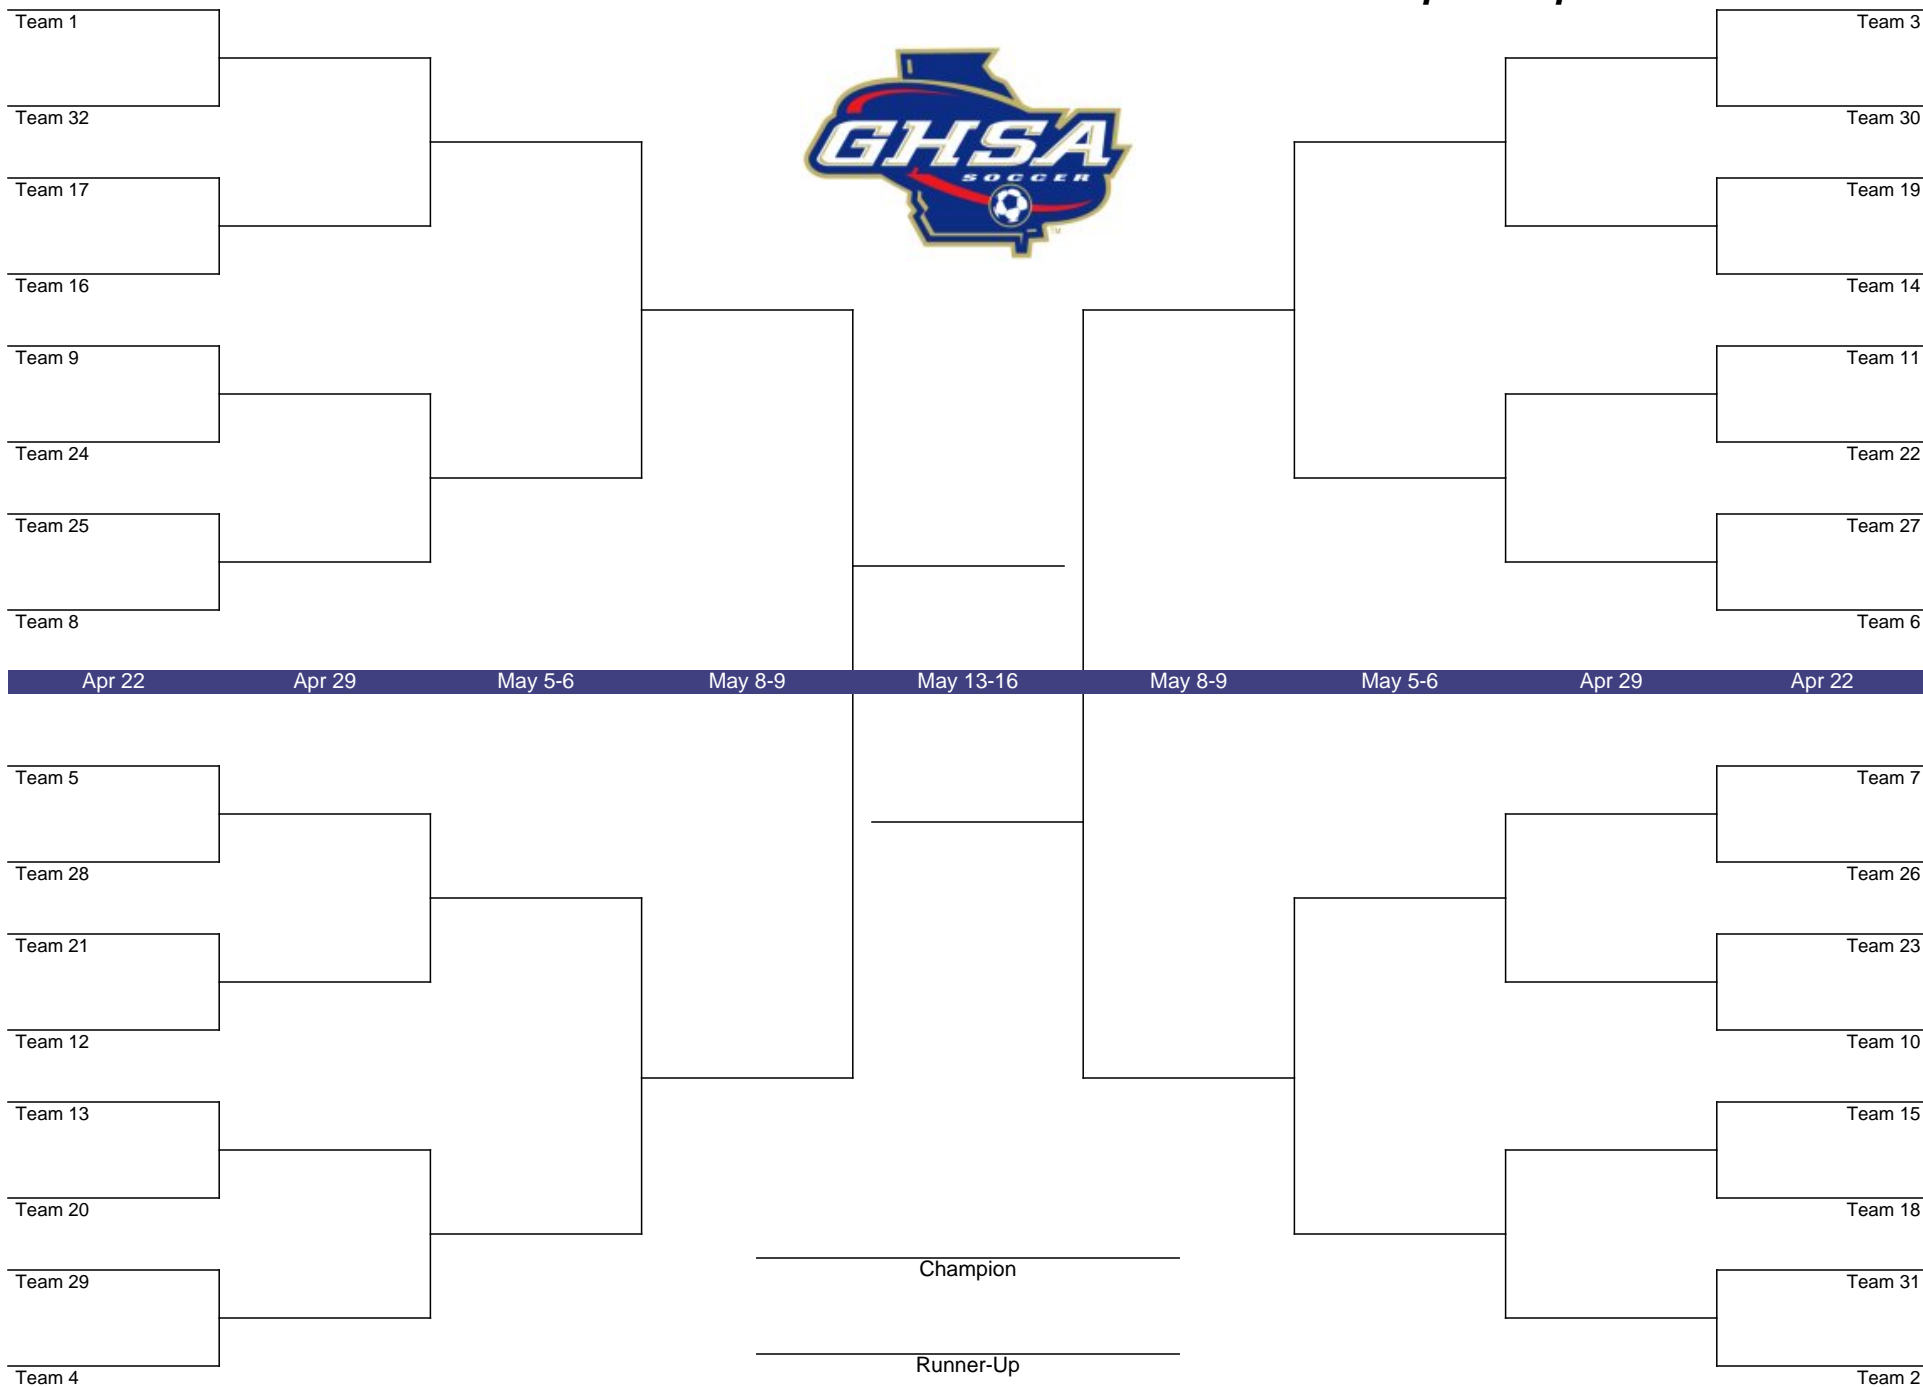 Team 1
Team 3
Team 32
Team 30
GHSA
SOCCER
TM
Team 17
Team 19
Team 16
Team 14
Team 9
Team 11
Team 24
Team 22
Team 25
Team 27
Team 8
Team 6
Apr 22 Apr 29 May 5-6 May 8-9 May 13-16 May 8-9 May 5-6 Apr 29 Apr 22
Team 5
Team 7
Team 28
Team 26
Team 21
Team 23
Team 12
Team 10
Team 13
Team 15
Team 20
Team 18
Champion
Team 29
Team 31
Runner-Up
Team 4
Team 2